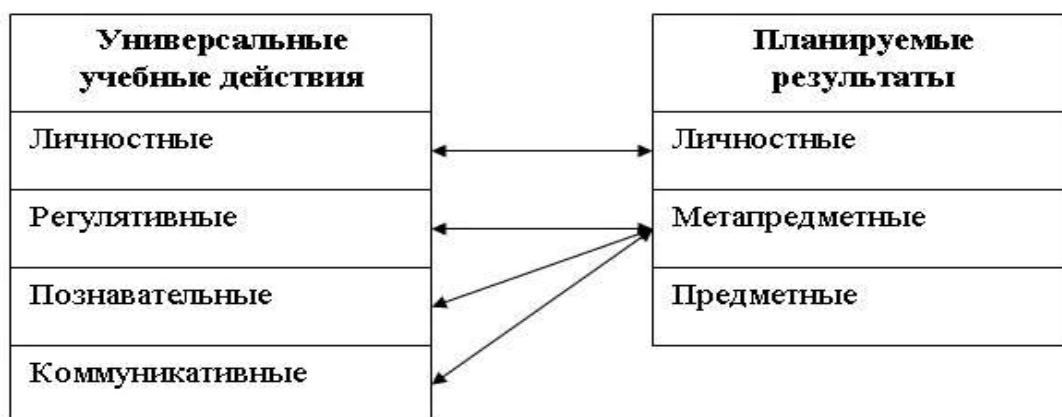 Универсальные
учебные действия
Личностные
Регулятивные
Познавательные
Коммуникативные
Планируемые
результаты
Личностные
Метапредметные
Предметные